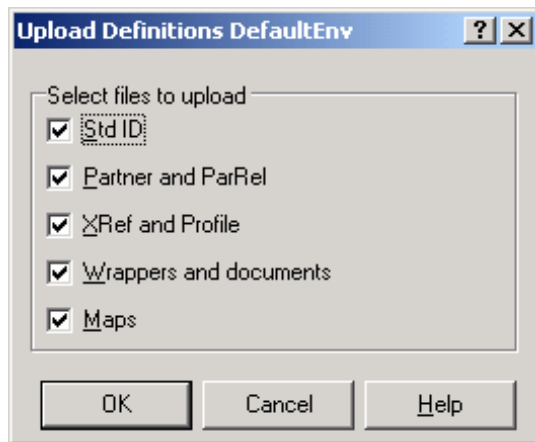 Upload Definitions DefaultEnv
Select files to upload
Std ID
Partner and ParRel
XRef and Profile
Wrappers and documents
Maps
OK Cancel Help